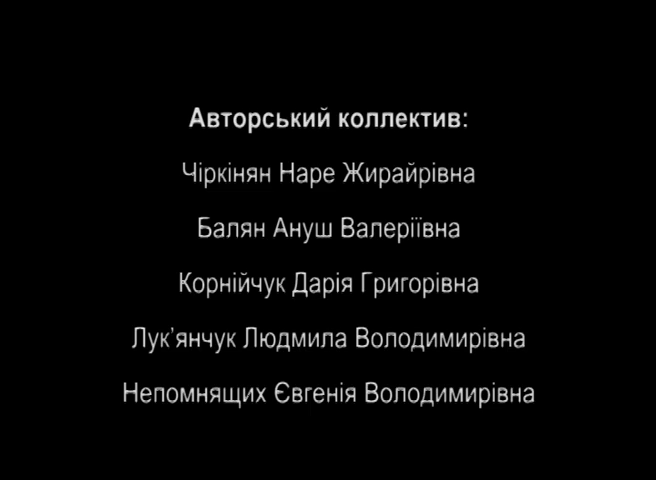 Авторський коллектив:
Чіркінян Наре Жирайрівна
Балян Ануш Валеріївна
Корнійчук Дарія Григорівна
Лук’янчук Людмила Володимирівна
Непомнящих Євгенія Володимирівна